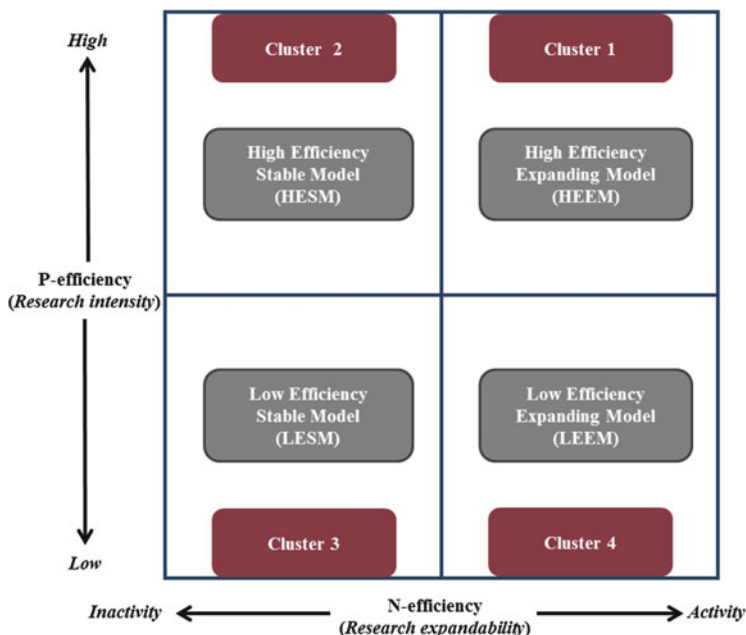 High
Cluster 2
Cluster 1
High Efficiency
Stable Model
(HESM)
High Efficiency
Expanding Model
(HEEM)
P-efficiency
(Research intensity)
Low Efficiency
Stable Model
(LESM)
Low Efficiency
Expanding Model
(LEEM)
Cluster 3
Cluster 4
Low
Inactivity
N-efficiency
(Research expandability)
Activity